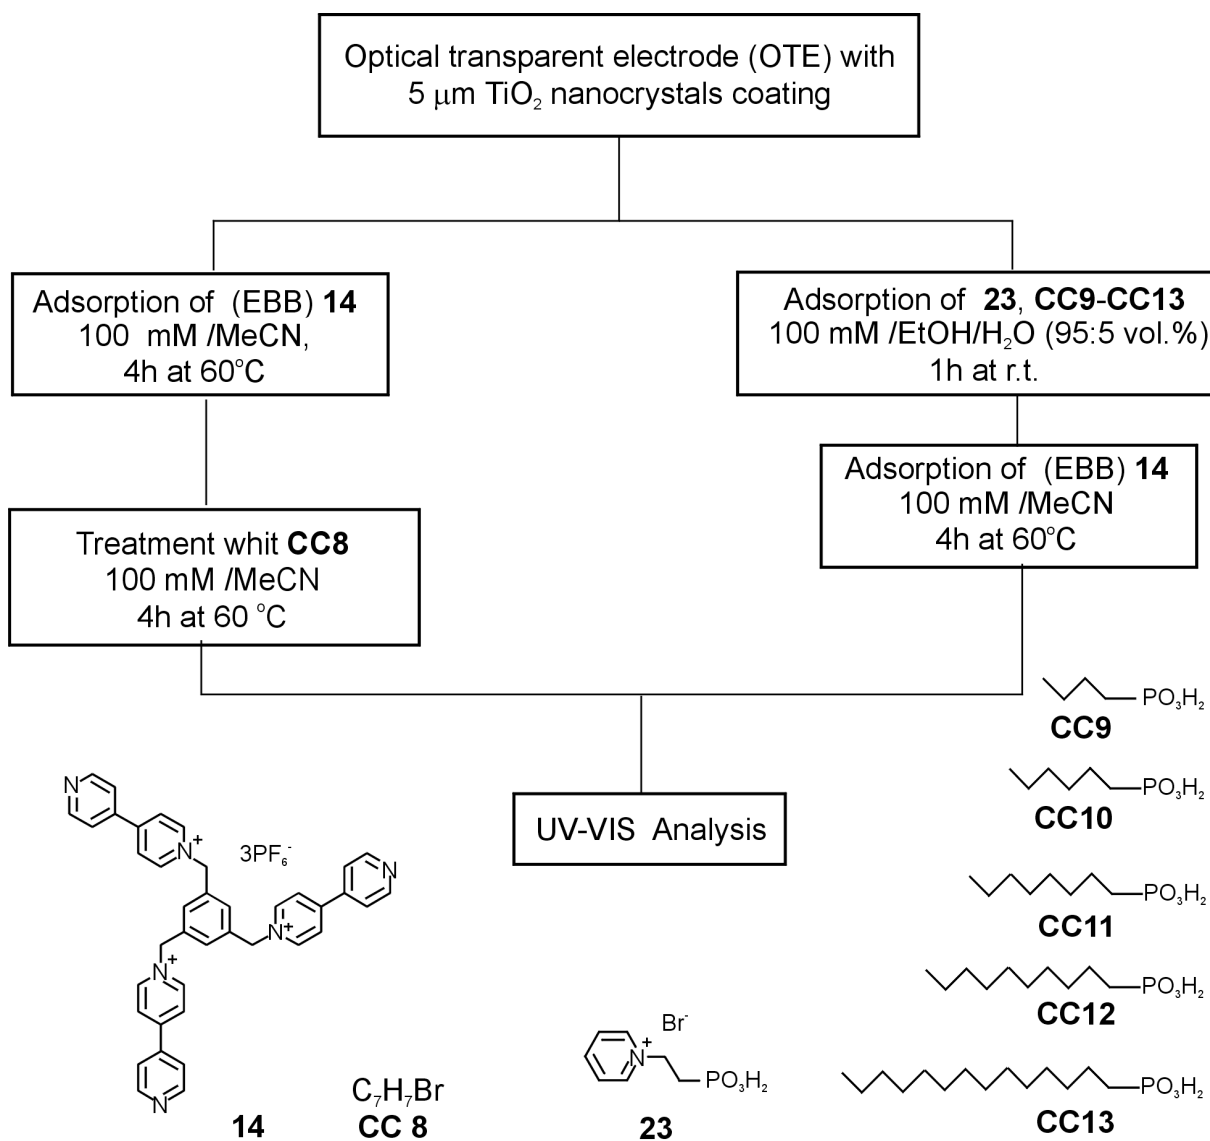 Optical transparent electrode (OTE) with
5 μm TiO₂ nanocrystals coating
Adsorption of (EBB) 14
100 mM /MeCN,
4h at 60°C
Adsorption of 23, CC9-CC13
100 mM /EtOH/H₂O (95:5 vol.%)
1h at r.t.
Adsorption of (EBB) 14
100 mM /MeCN
4h at 60°C
Treatment whit CC8
100 mM /MeCN
4h at 60 °C
UV-VIS Analysis
PO₃H₂
CC9
PO₃H₂
CC10
PO₃H₂
CC11
PO₃H₂
CC12
PO₃H₂
CC13
N
N⁺
3PF₆⁻
N
N⁺
N⁺
N
14
C₇H₇Br
CC 8
Br⁻
N⁺
PO₃H₂
23